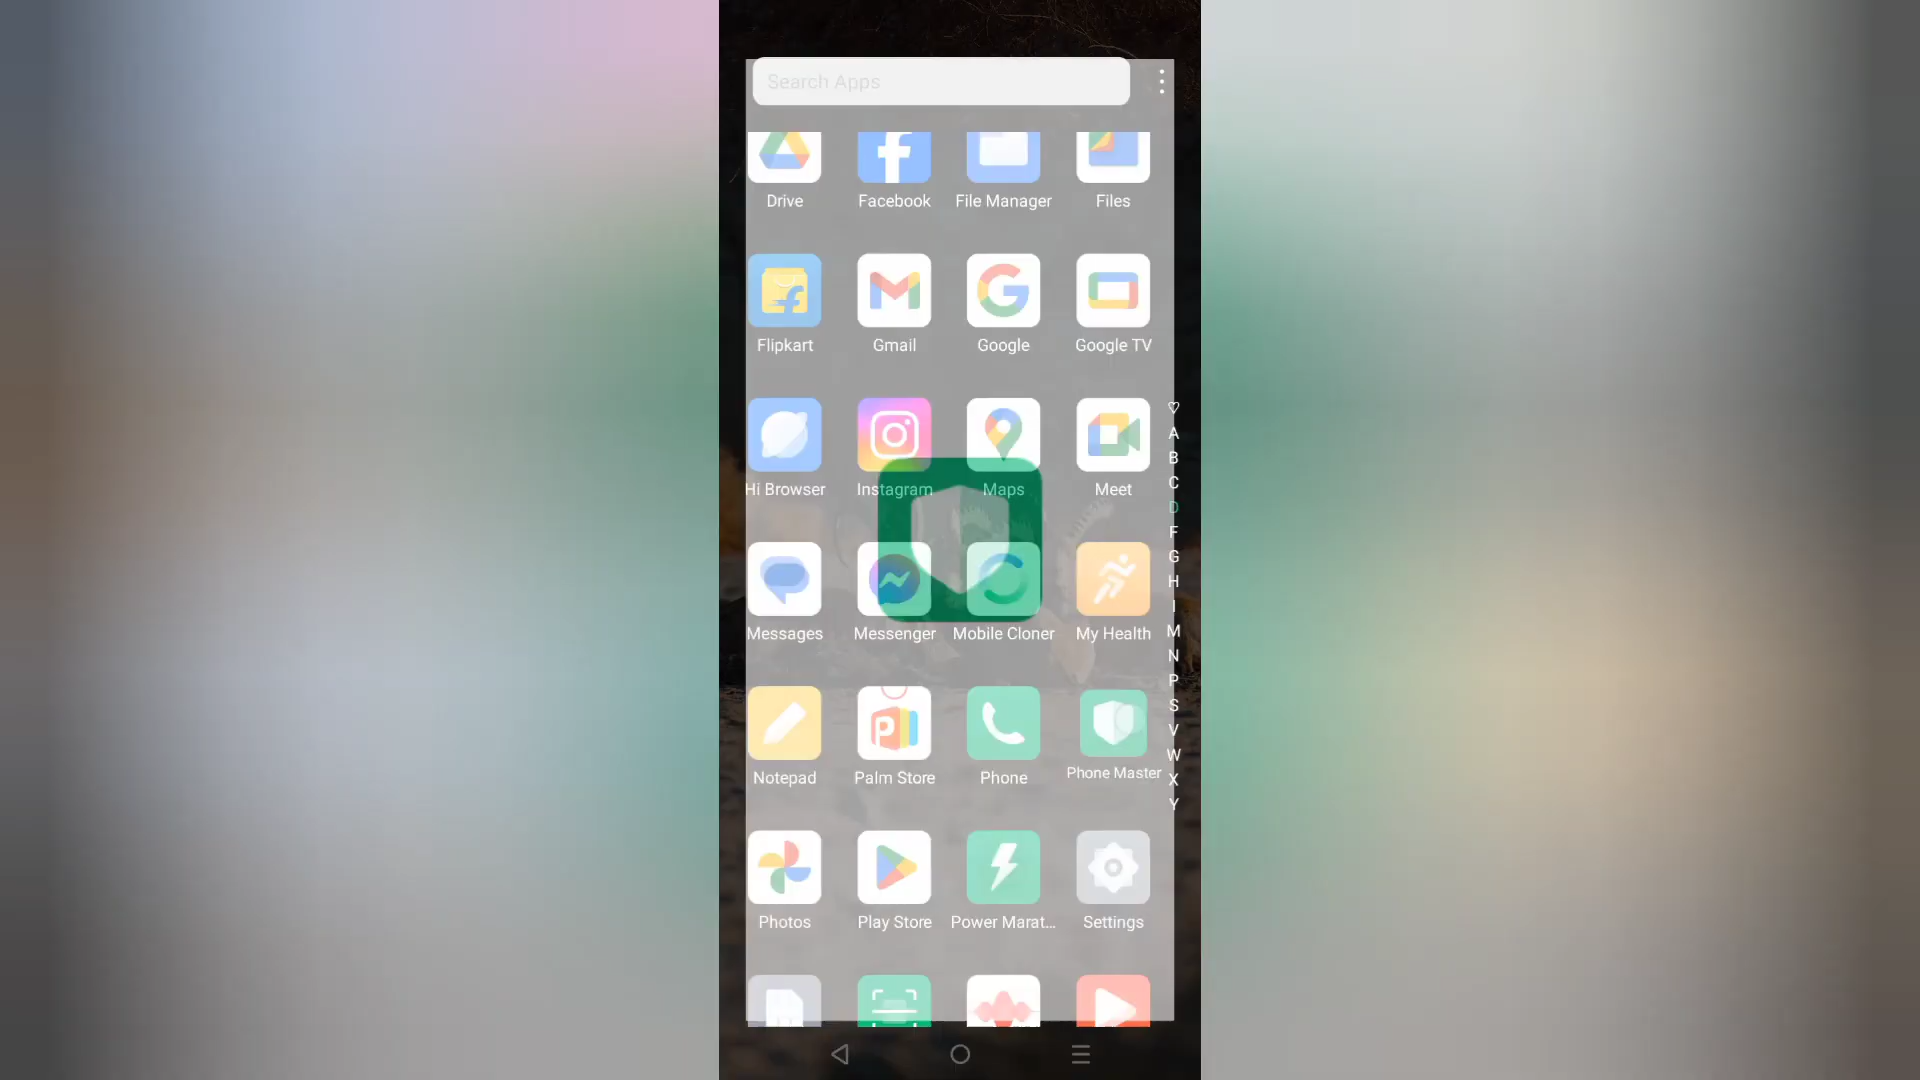 Search Apps
Drive Facebook File Manager Files
Flipkart Gmail Google Google TV
Hi Browser Instagram Maps Meet
Messages Messenger Mobile Cloner My Health
Notepad Palm Store Phone Phone Master
Photos Play Store Power Marat... Settings
♡
A
B
C
D
F
G
H
I
M
N
P
S
V
W
X
Y